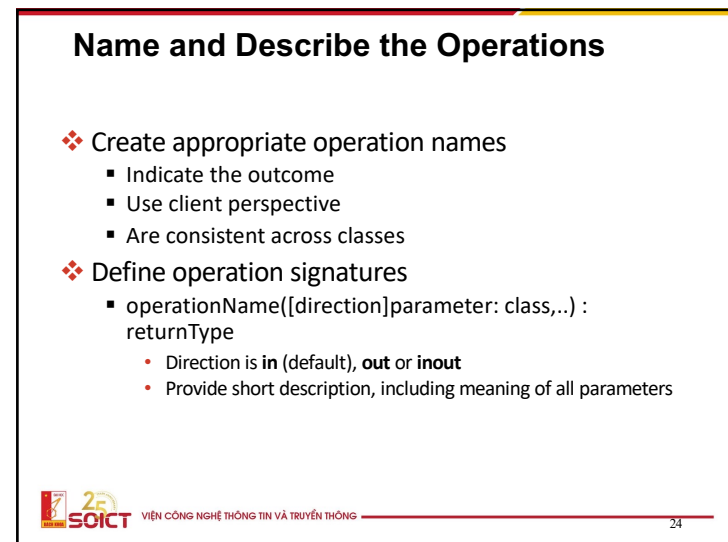 Name and Describe the Operations
❖ Create appropriate operation names
▪ Indicate the outcome
▪ Use client perspective
▪ Are consistent across classes
❖ Define operation signatures
▪ operationName([direction]parameter: class,..) :
returnType
• Direction is in (default), out or inout
• Provide short description, including meaning of all parameters
25
SOICT
VIỆN CÔNG NGHỆ THÔNG TIN VÀ TRUYỀN THÔNG
24